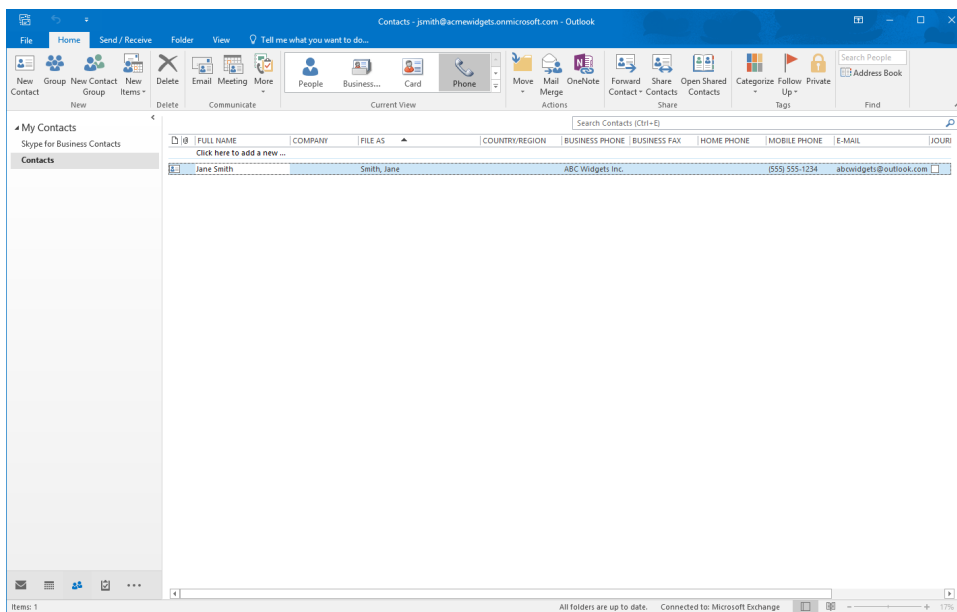 Contacts - jsmith@acmewidgets.onmicrosoft.com - Outlook
File Home Send / Receive Folder View Tell me what you want to do...
New Contact
Group
New Contact Group
New Items
Delete
Email
Meeting
More
People
Business...
Card
Phone
Move
Mail Merge
OneNote
Forward Contact
Share Contacts
Open Shared Contacts
Categorize
Follow Up
Private
Search People
Address Book
New Delete Communicate Current View Actions Share Tags Find
My Contacts
Skype for Business Contacts
Contacts
Search Contacts (Ctrl+E)
FULL NAME COMPANY FILE AS COUNTRY/REGION BUSINESS PHONE BUSINESS FAX HOME PHONE MOBILE PHONE E-MAIL JOUR
Click here to add a new ...
Jane Smith Smith, Jane ABC Widgets Inc. (555) 555-1234 abcwidgets@outlook.com
Items: 1 All folders are up to date. Connected to: Microsoft Exchange 17%